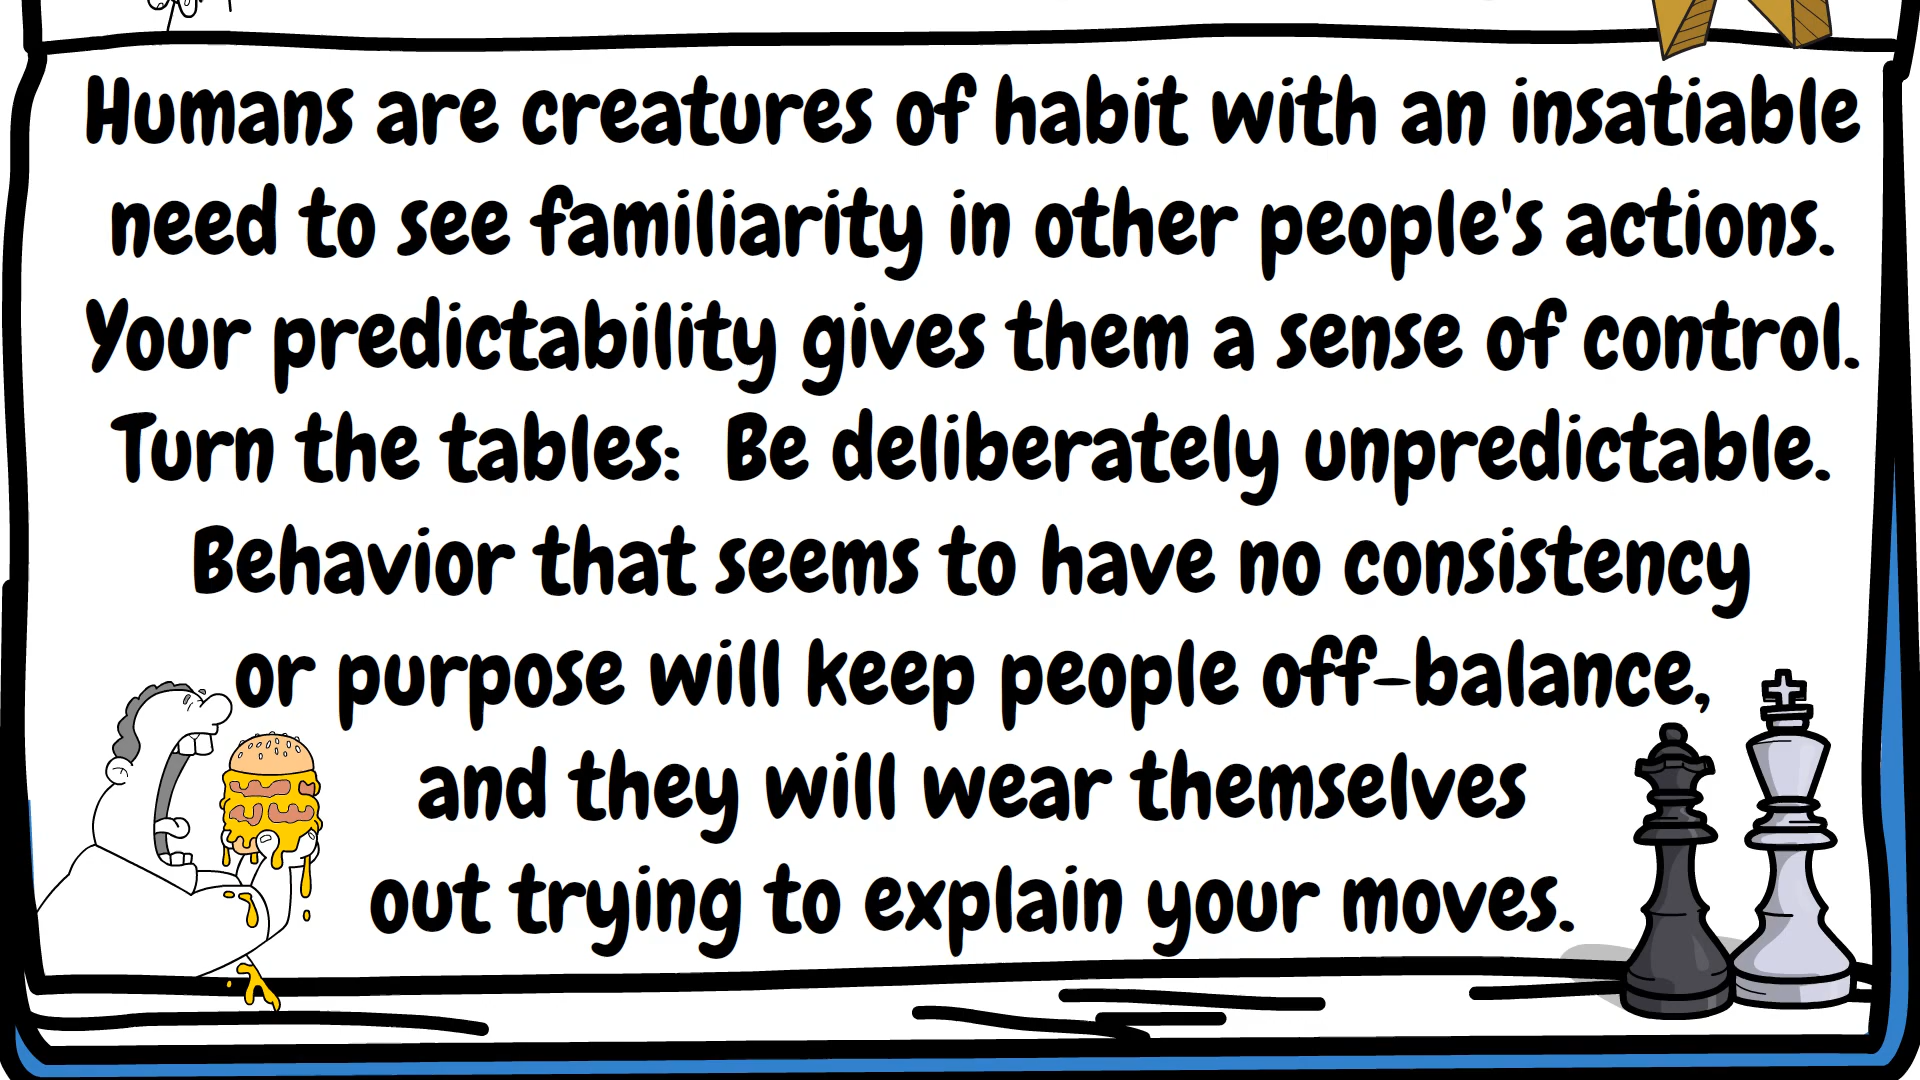 Humans are creatures of habit with an insatiable
need to see familiarity in other people's actions.
Your predictability gives them a sense of control.
Turn the tables:  Be deliberately unpredictable.
Behavior that seems to have no consistency
or purpose will keep people off-balance,
and they will wear themselves
out trying to explain your moves.